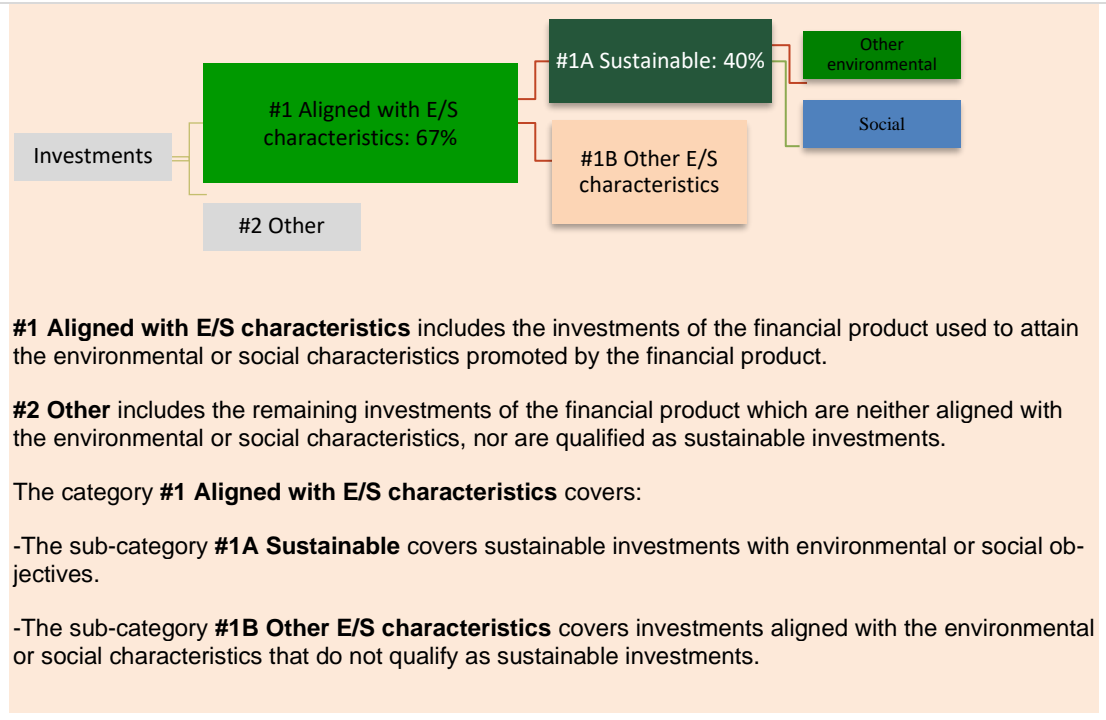 #1A Sustainable: 40%
Other
environmental
#1 Aligned with E/S
characteristics: 67%
Social
Investments
#1B Other E/S
characteristics
#2 Other
#1 Aligned with E/S characteristics includes the investments of the financial product used to attain
the environmental or social characteristics promoted by the financial product.
#2 Other includes the remaining investments of the financial product which are neither aligned with
the environmental or social characteristics, nor are qualified as sustainable investments.
The category #1 Aligned with E/S characteristics covers:
-The sub-category #1A Sustainable covers sustainable investments with environmental or social ob-
jectives.
-The sub-category #1B Other E/S characteristics covers investments aligned with the environmental
or social characteristics that do not qualify as sustainable investments.